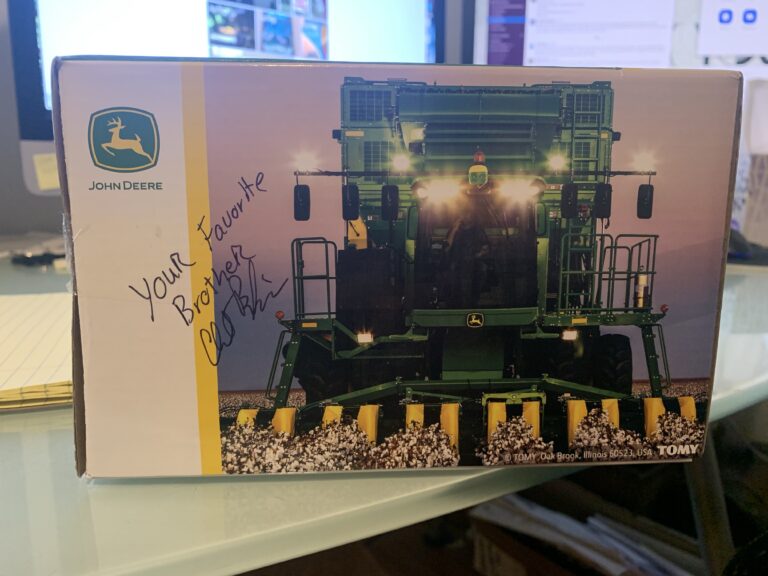 JOHN DEERE
Your Favorite
Brother
© TOMY Oak Brook, Illinois 60523, USA
TOMY